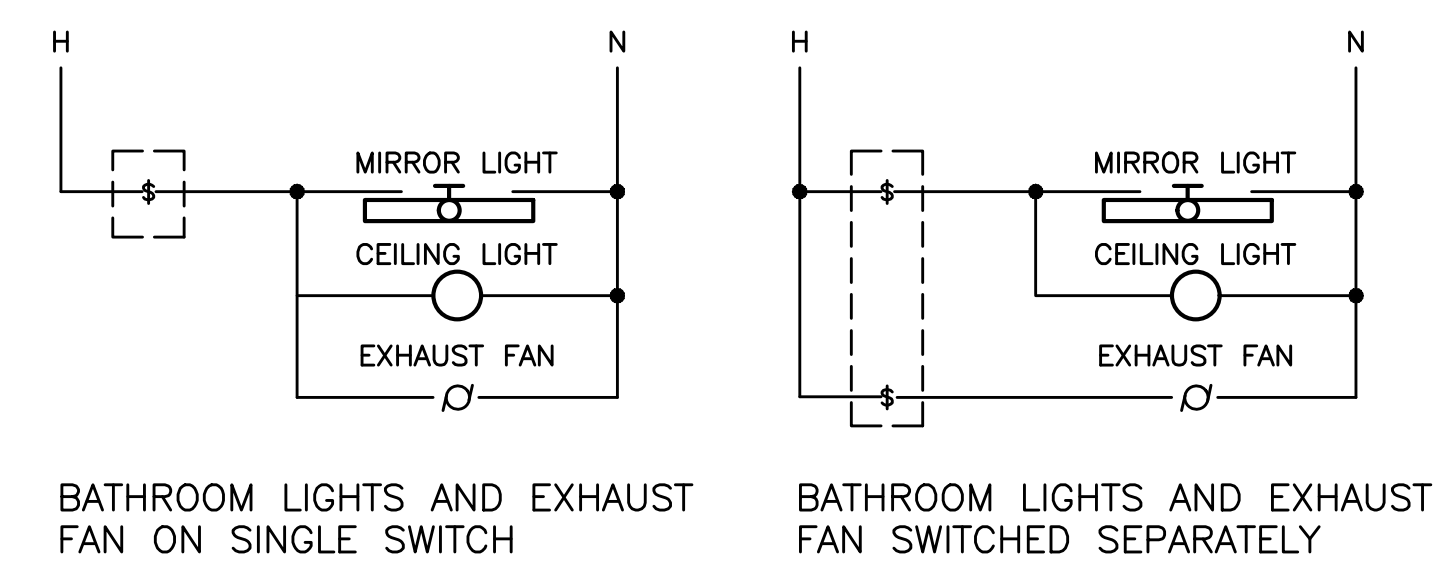 H
N
$
MIRROR LIGHT
CEILING LIGHT
EXHAUST FAN
BATHROOM LIGHTS AND EXHAUST
FAN ON SINGLE SWITCH
H
N
$
MIRROR LIGHT
CEILING LIGHT
EXHAUST FAN
$
BATHROOM LIGHTS AND EXHAUST
FAN SWITCHED SEPARATELY